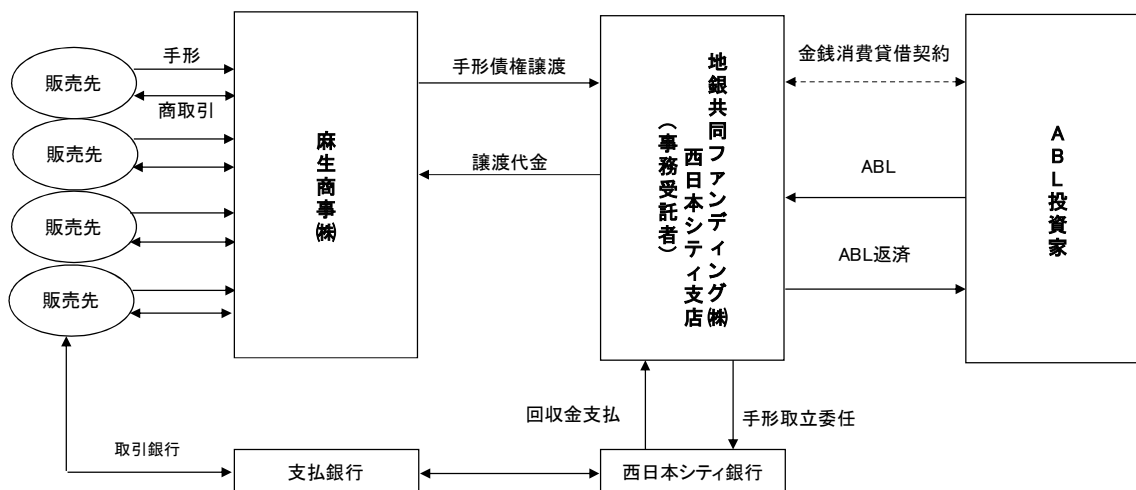 販売先
販売先
販売先
販売先
手形
商取引
麻生商事㈱
手形債権譲渡
譲渡代金
地銀共同ファンディング㈱
西日本シティ支店
（事務受託者）
金銭消費貸借契約
ABL
ABL返済
ABL投資家
回収金支払
手形取立委任
取引銀行
支払銀行
西日本シティ銀行